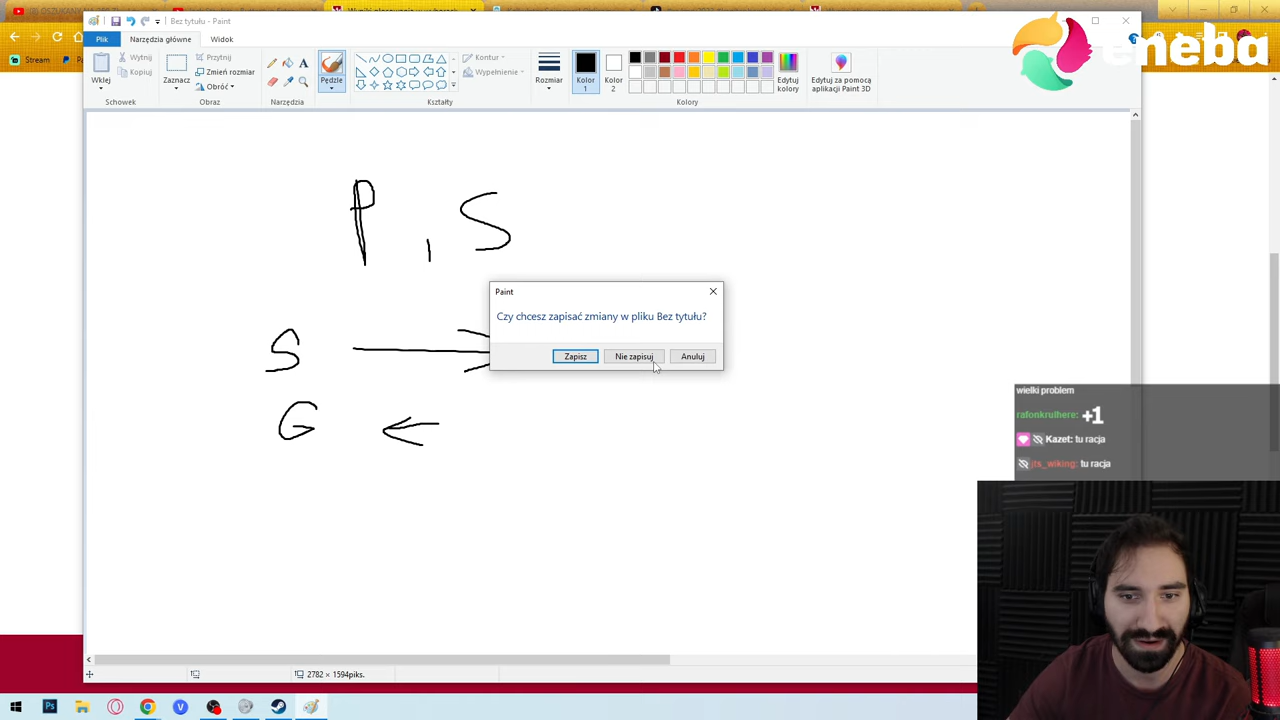 Bez tytułu - Paint
eneba
Plik Narzędzia główne Widok
Wklej
Wytnij
Kopiuj
Schowek
Zaznacz
Przytnij
Zmień rozmiar
Obróć
Obraz
Narzędzia
Pędzle
Kontur
Wypełnienie
Kształty
Rozmiar
Kolor 1
Kolor 2
Kolory
Edytuj kolory
Edytuj za pomocą aplikacji Paint 3D
Stream
P , S
S
G
Paint
Czy chcesz zapisać zmiany w pliku Bez tytułu?
Zapisz Nie zapisuj Anuluj
wielki problem
rafonkrulhere: +1
Kazet: tu racja
jts_wiking: tu racja
2782 × 1594piks.
Ps